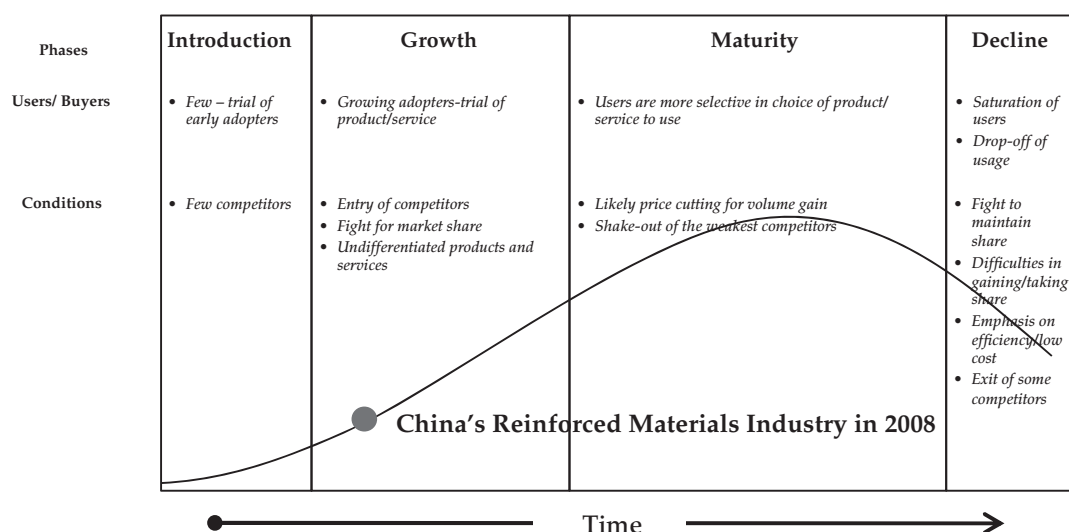 Phases
Introduction
Growth
Maturity
Decline
Users/ Buyers
• Few – trial of
early adopters
• Growing adopters-trial of
product/service
• Users are more selective in choice of product/
service to use
• Saturation of
users
• Drop-off of
usage
Conditions
• Few competitors
• Entry of competitors
• Fight for market share
• Undifferentiated products and
services
• Likely price cutting for volume gain
• Shake-out of the weakest competitors
• Fight to
maintain
share
• Difficulties in
gaining/taking
share
• Emphasis on
efficiency/low
cost
• Exit of some
competitors
China’s Reinforced Materials Industry in 2008
Time